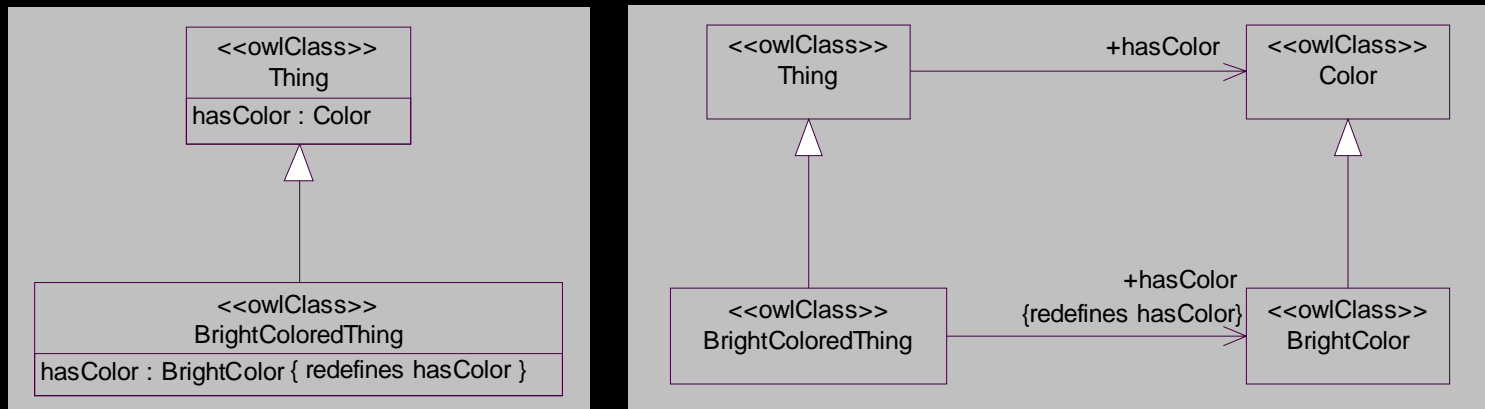 <<owlClass>>
Thing
hasColor : Color
<<owlClass>>
BrightColoredThing
hasColor : BrightColor { redefines hasColor }
<<owlClass>>
Thing
+hasColor
<<owlClass>>
Color
<<owlClass>>
BrightColoredThing
+hasColor
{redefines hasColor}
<<owlClass>>
BrightColor